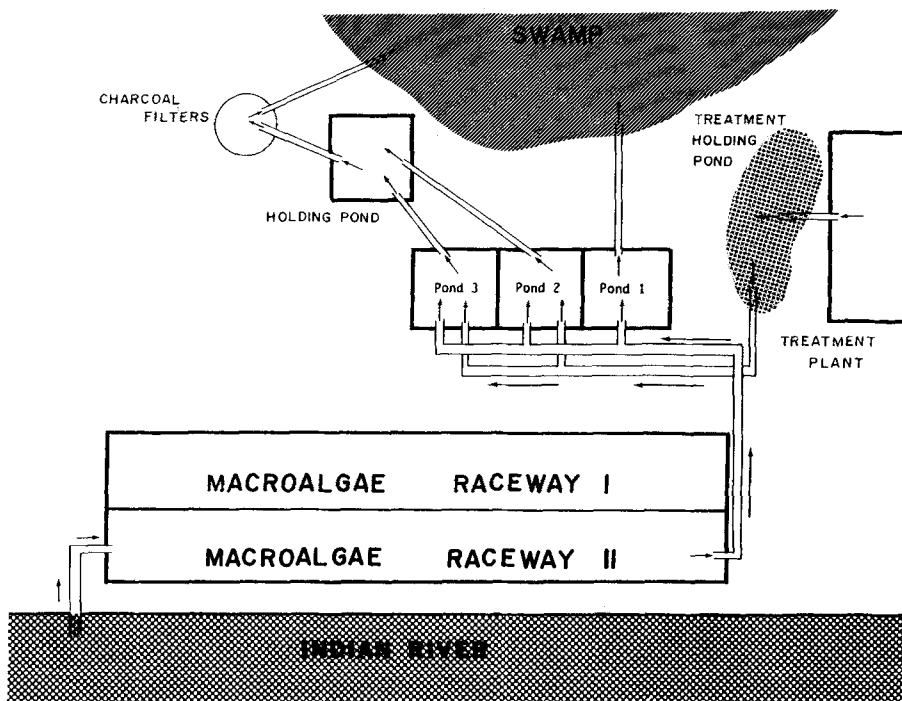 SWAMP
CHARCOAL
FILTERS
TREATMENT
HOLDING
POND
HOLDING POND
Pond 3
Pond 2
Pond 1
TREATMENT
PLANT
MACROALGAE RACEWAY I
MACROALGAE RACEWAY II
INDIAN RIVER